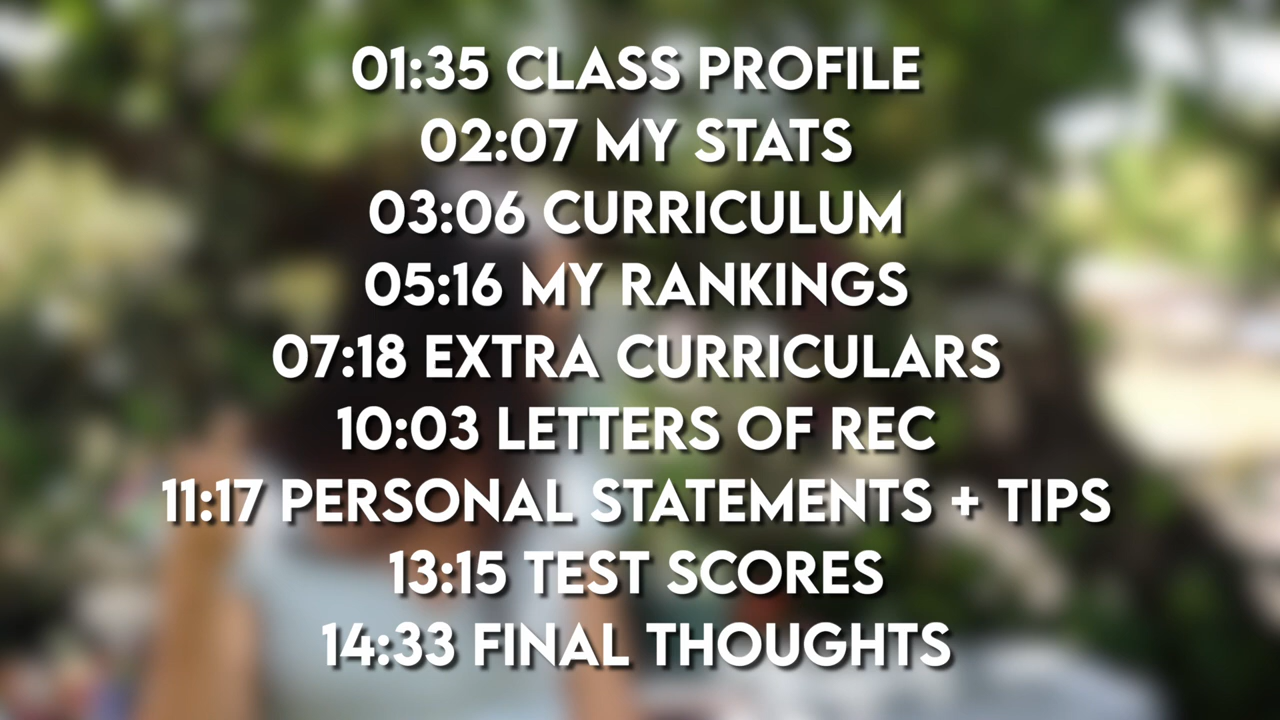 01:35 CLASS PROFILE
02:07 MY STATS
03:06 CURRICULUM
05:16 MY RANKINGS
07:18 EXTRA CURRICULARS
10:03 LETTERS OF REC
11:17 PERSONAL STATEMENTS + TIPS
13:15 TEST SCORES
14:33 FINAL THOUGHTS